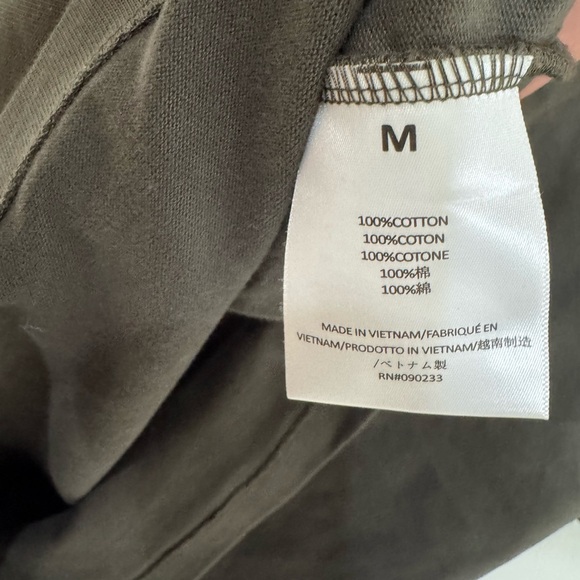 M
100%COTTON
100%COTON
100%COTONE
100%棉
100%綿
MADE IN VIETNAM/FABRIQUÉ EN
VIETNAM/PRODOTTO IN VIETNAM/越南制造
/ベトナム製
RN#090233